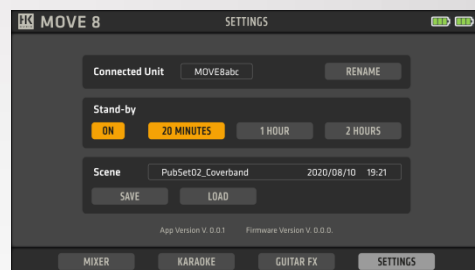 HK MOVE 8 SETTINGS
Connected Unit MOVE8abc RENAME
Stand-by
ON 20 MINUTES 1 HOUR 2 HOURS
Scene PubSet02_Coverband 2020/08/10 19:21
SAVE LOAD
App Version V. 0.0.1 Firmware Version V. 0.0.0.
MIXER KARAOKE GUITAR FX SETTINGS